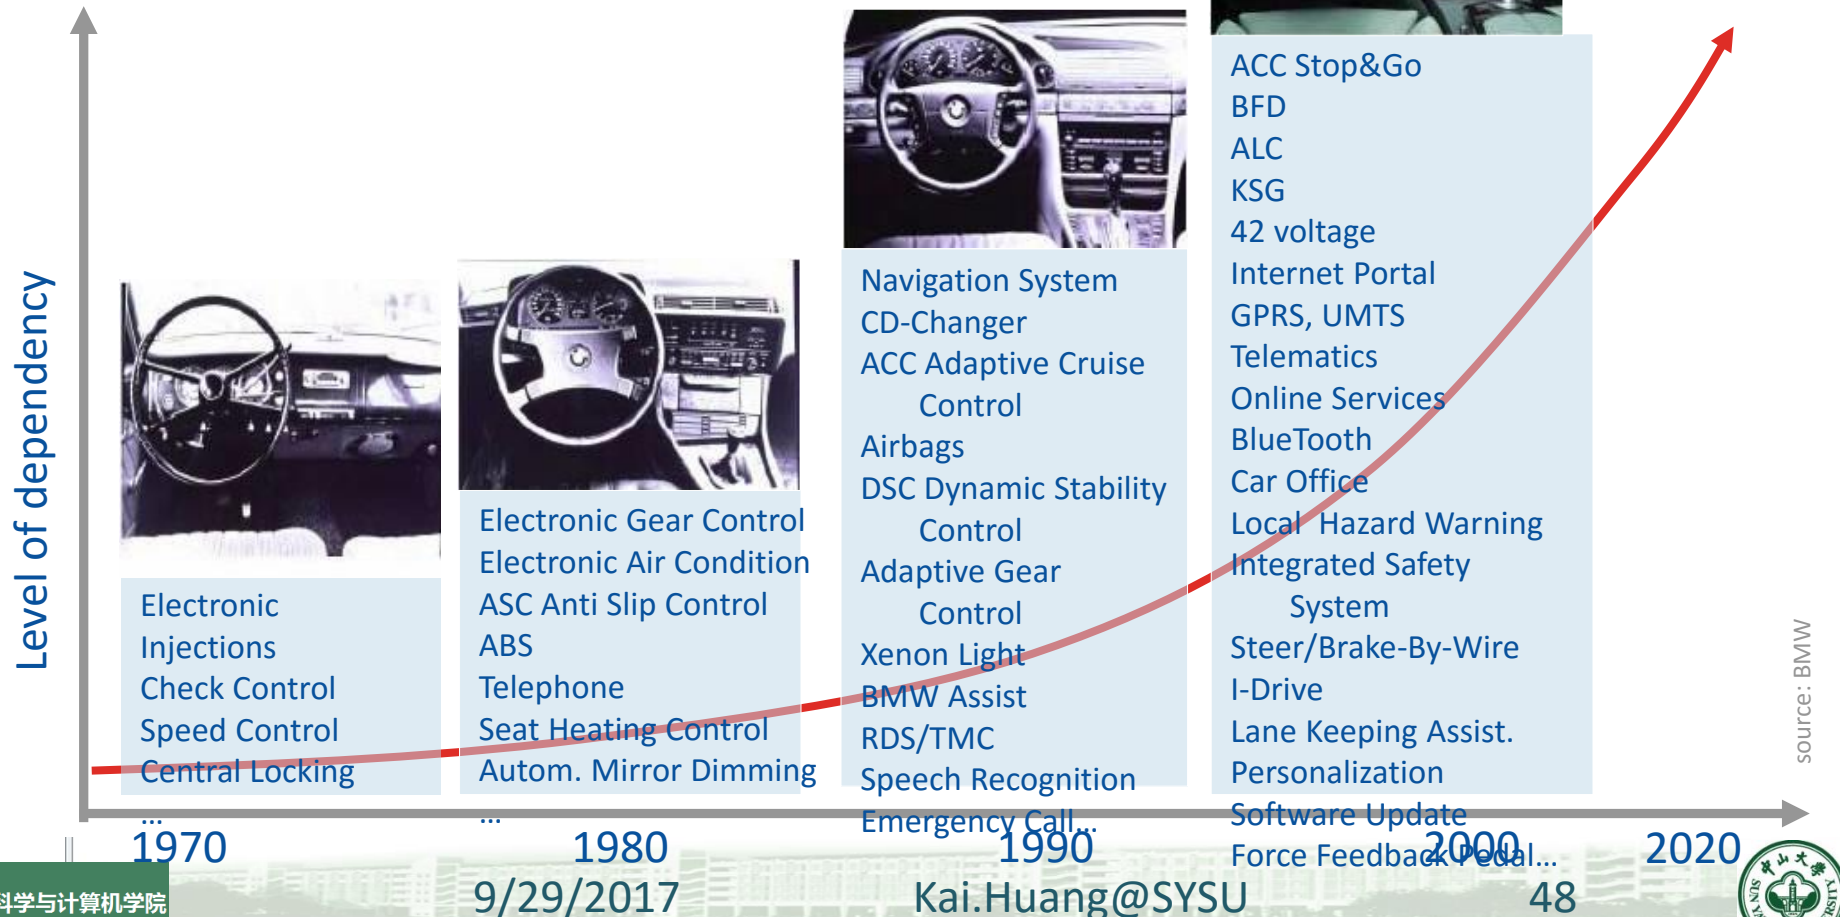 Level of dependency
Electronic
Injections
Check Control
Speed Control
Central Locking
...
Electronic Gear Control
Electronic Air Condition
ASC Anti Slip Control
ABS
Telephone
Seat Heating Control
Autom. Mirror Dimming
...
Navigation System
CD-Changer
ACC Adaptive Cruise
Control
Airbags
DSC Dynamic Stability
Control
Adaptive Gear
Control
Xenon Light
BMW Assist
RDS/TMC
Speech Recognition
Emergency Call...
ACC Stop&Go
BFD
ALC
KSG
42 voltage
Internet Portal
GPRS, UMTS
Telematics
Online Services
BlueTooth
Car Office
Local Hazard Warning
Integrated Safety
System
Steer/Brake-By-Wire
I-Drive
Lane Keeping Assist.
Personalization
Software Update
Force Feedback Pedal...
source: BMW
1970
1980
1990
2000
2020
科学与计算机学院
9/29/2017
Kai.Huang@SYSU
48
中山大學